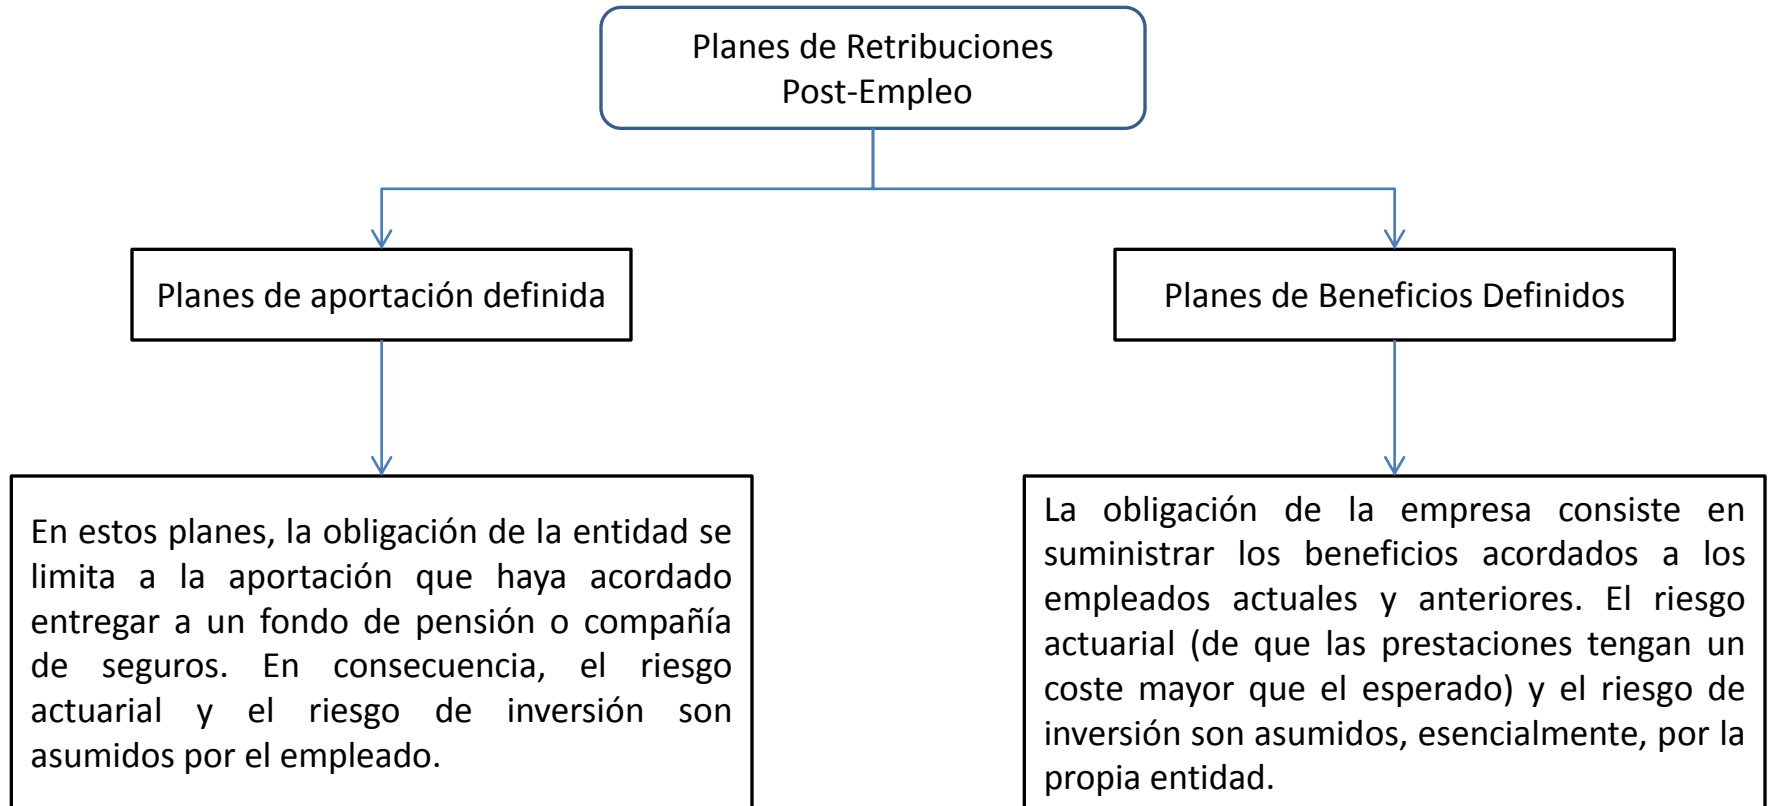 Planes de Retribuciones
Post-Empleo
Planes de aportación definida
Planes de Beneficios Definidos
En estos planes, la obligación de la entidad se
limita a la aportación que haya acordado
entregar a un fondo de pensión o compañía
de seguros. En consecuencia, el riesgo
actuarial y el riesgo de inversión son
asumidos por el empleado.
La obligación de la empresa consiste en
suministrar los beneficios acordados a los
empleados actuales y anteriores. El riesgo
actuarial (de que las prestaciones tengan un
coste mayor que el esperado) y el riesgo de
inversión son asumidos, esencialmente, por la
propia entidad.